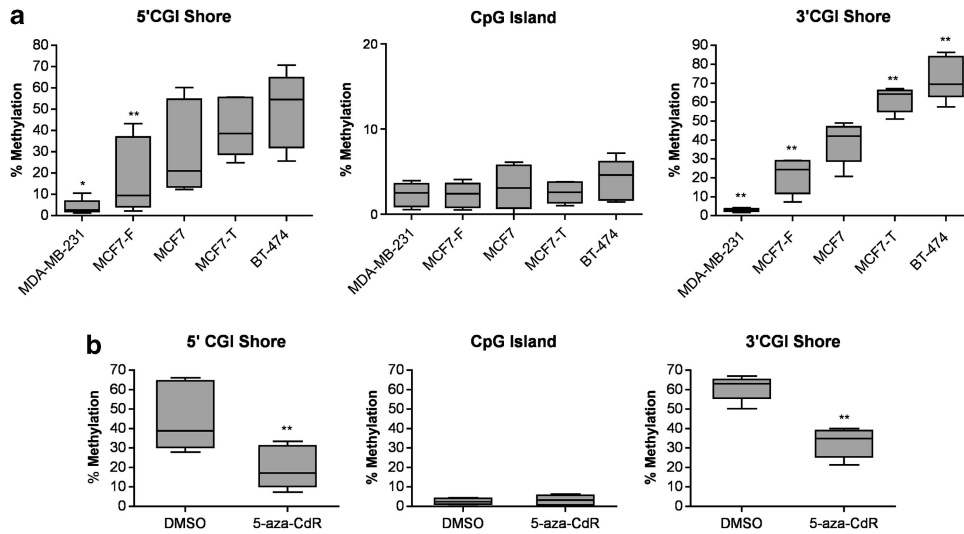 a
5'CGI Shore
CpG Island
3'CGI Shore
% Methylation
80
70
60
50
40
30
20
10
0
*
**
MDA-MB-231
MCF7-F
MCF7
MCF7-T
BT-474
% Methylation
20
10
0
MDA-MB-231
MCF7-F
MCF7
MCF7-T
BT-474
% Methylation
90
80
70
60
50
40
30
20
10
0
**
**
**
**
MDA-MB-231
MCF7-F
MCF7
MCF7-T
BT-474
b
5' CGI Shore
CpG Island
3'CGI Shore
% Methylation
70
60
50
40
30
20
10
0
**
DMSO
5-aza-CdR
% Methylation
70
60
50
40
30
20
10
0
DMSO
5-aza-CdR
% Methylation
70
60
50
40
30
20
10
0
**
DMSO
5-aza-CdR